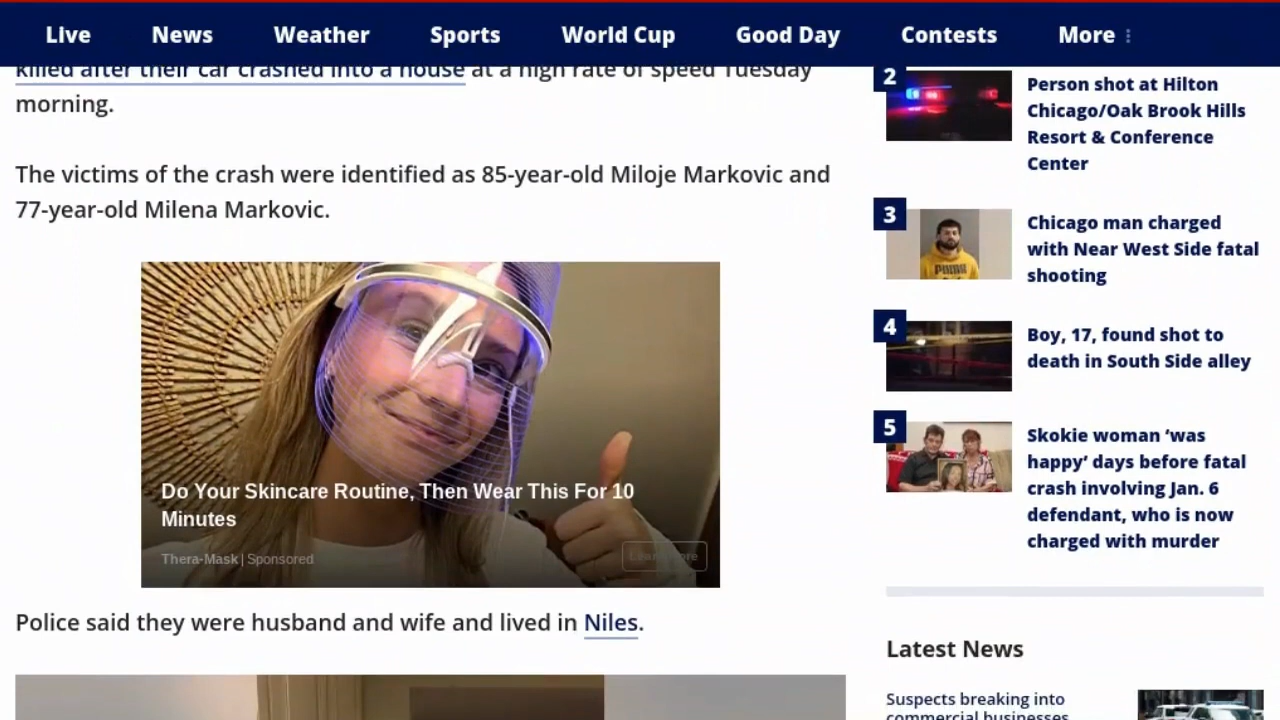 Live News Weather Sports World Cup Good Day Contests More
killed after their car crashed into a house at a high rate of speed Tuesday
morning.
The victims of the crash were identified as 85-year-old Miloje Markovic and
77-year-old Milena Markovic.
Do Your Skincare Routine, Then Wear This For 10
Minutes
Thera-Mask | Sponsored
Learn More
Police said they were husband and wife and lived in Niles.
2
Person shot at Hilton
Chicago/Oak Brook Hills
Resort & Conference
Center
3
Chicago man charged
with Near West Side fatal
shooting
PUMA
4
Boy, 17, found shot to
death in South Side alley
5
Skokie woman ‘was
happy’ days before fatal
crash involving Jan. 6
defendant, who is now
charged with murder
Latest News
Suspects breaking into
commercial businesses